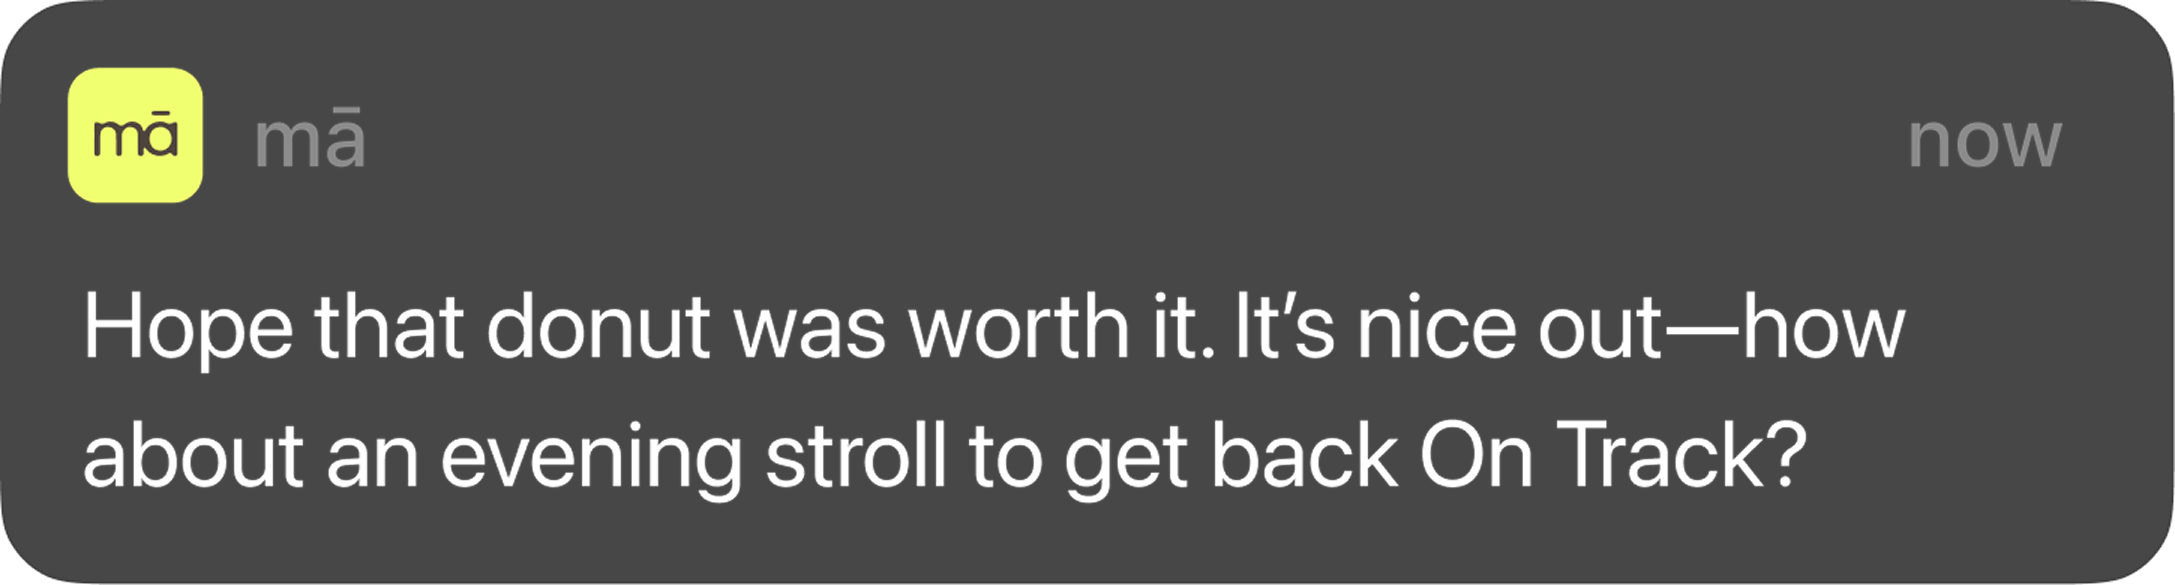 mā
mā
now
Hope that donut was worth it. It’s nice out—how
about an evening stroll to get back On Track?